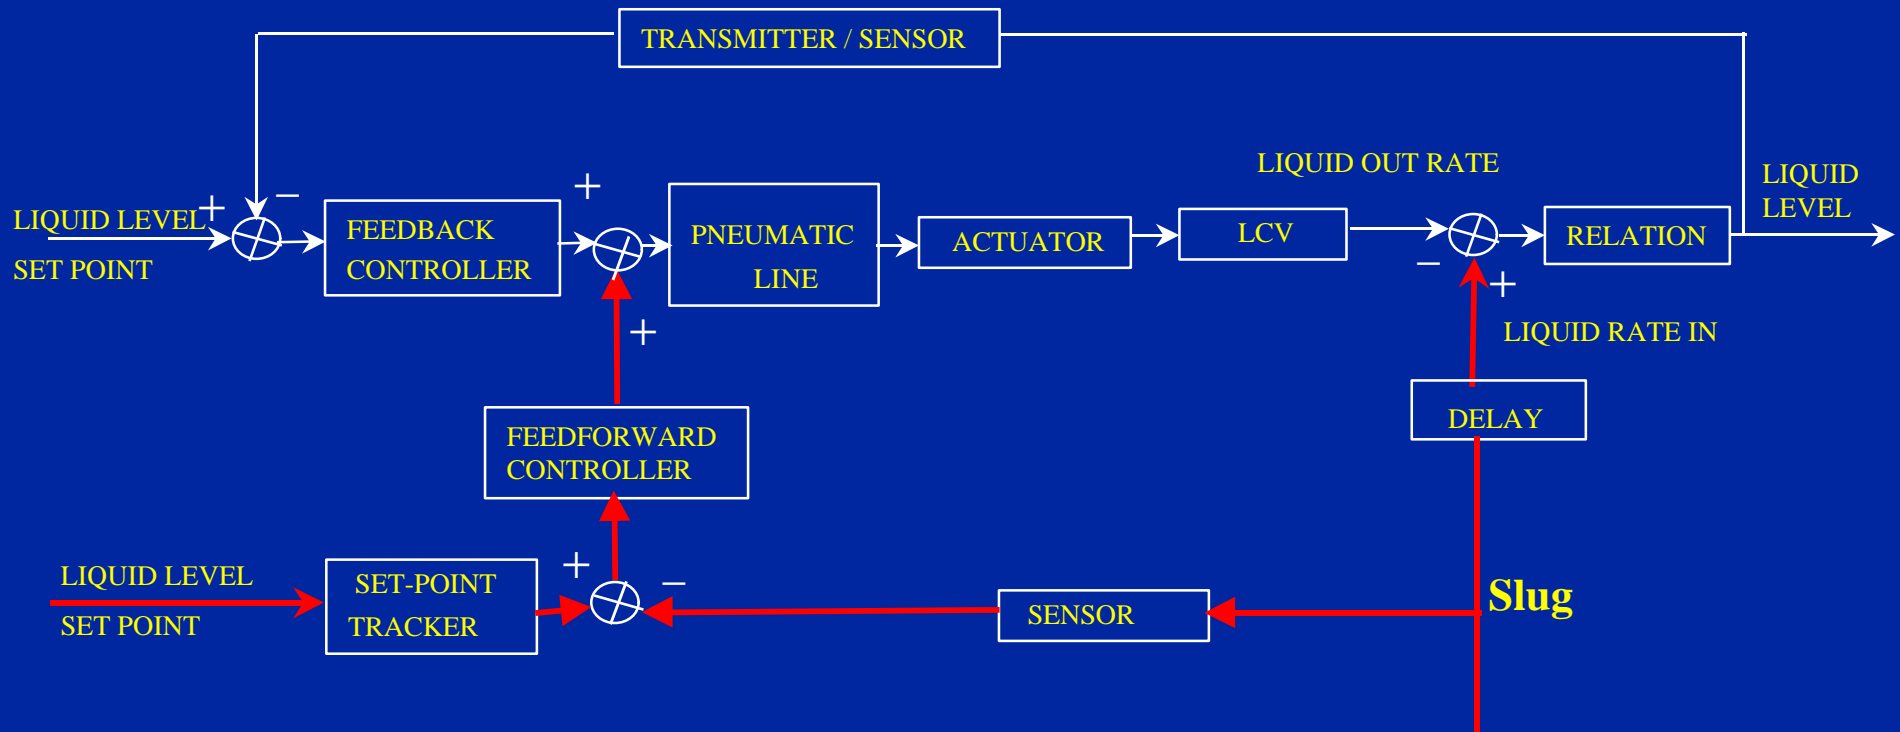 TRANSMITTER / SENSOR
LIQUID OUT RATE
LIQUID
LEVEL
+
−
+
LIQUID LEVEL
SET POINT
FEEDBACK
CONTROLLER
PNEUMATIC
LINE
ACTUATOR
LCV
RELATION
−
+
+
LIQUID RATE IN
DELAY
FEEDFORWARD
CONTROLLER
LIQUID LEVEL
SET POINT
SET-POINT
TRACKER
+
−
SENSOR
Slug